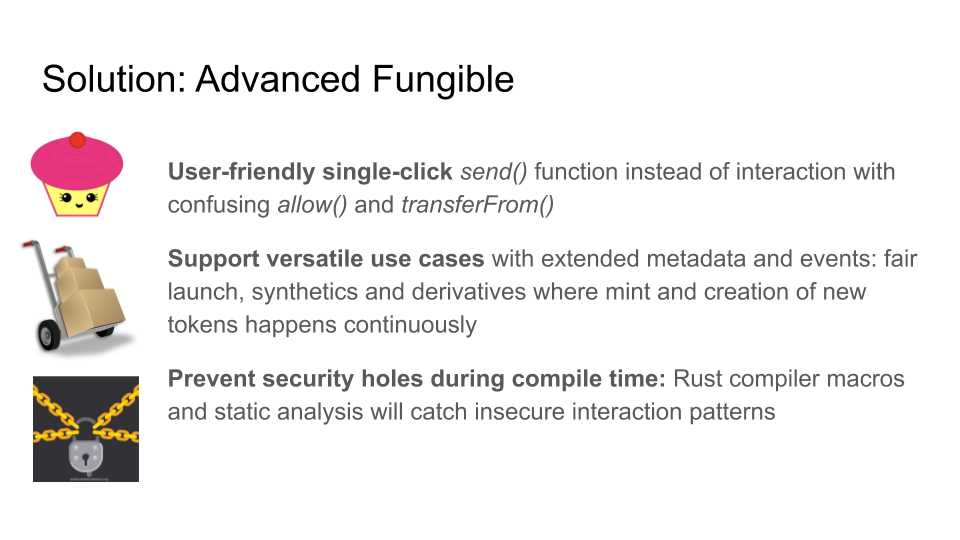 Solution: Advanced Fungible
User-friendly single-click send() function instead of interaction with
confusing allow() and transferFrom()
Support versatile use cases with extended metadata and events: fair
launch, synthetics and derivatives where mint and creation of new
tokens happens continuously
Prevent security holes during compile time: Rust compiler macros
and static analysis will catch insecure interaction patterns